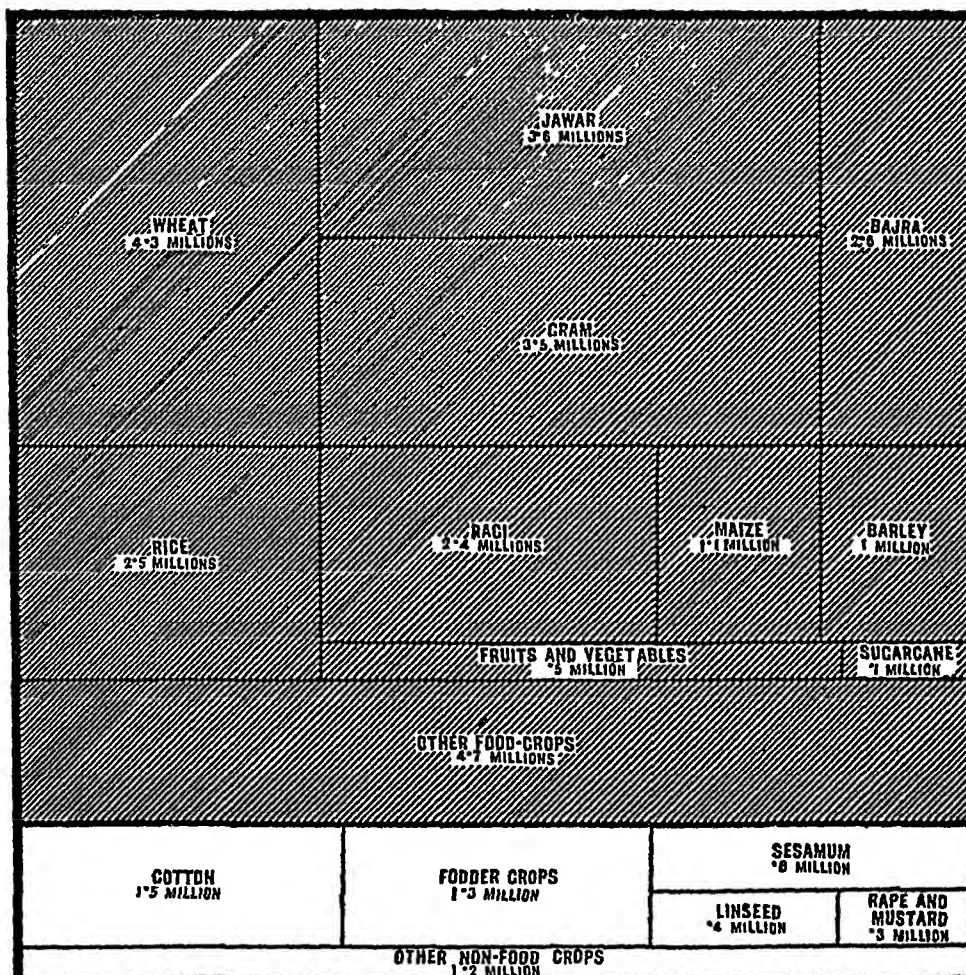 JAWAR
3·6 MILLIONS
WHEAT
4·3 MILLIONS
BAJRA
GRAM
3·5 MILLIONS
RICE
2·5 MILLIONS
RAGI
2·4 MILLIONS
MAIZE
1·1 MILLION
BARLEY
1 MILLION
FRUITS AND VEGETABLES
·5 MILLION
SUGARCANE
·1 MILLION
OTHER FOOD-CROPS
4·7 MILLIONS
COTTON
1·5 MILLION
FODDER CROPS
1·3 MILLION
SESAMUM
LINSEED
·4 MILLION
RAPE AND
MUSTARD
·3 MILLION
OTHER NON-FOOD CROPS
1·2 MILLION